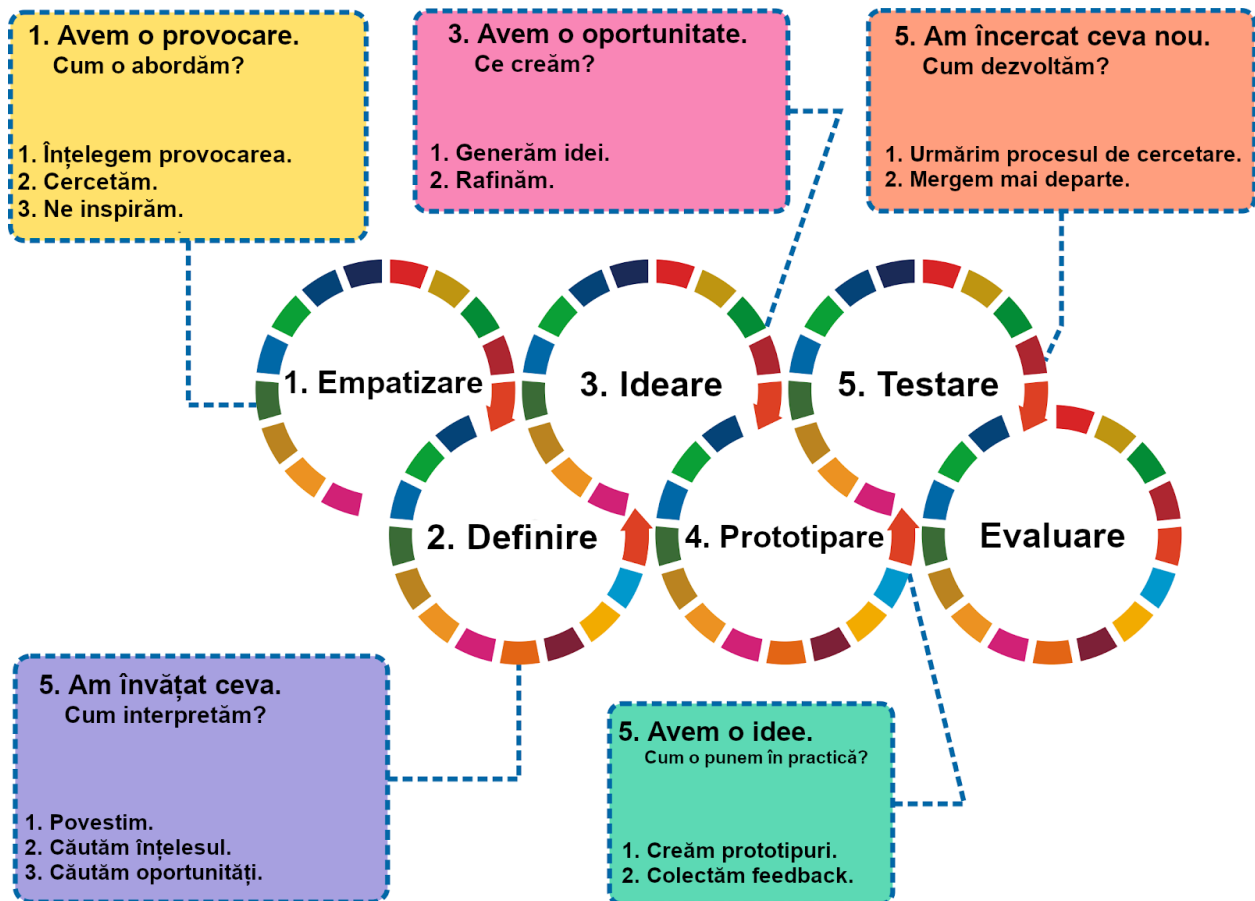 1. Avem o provocare.
Cum o abordăm?
1. Înțelegem provocarea.
2. Cercetăm.
3. Ne inspirăm.
3. Avem o oportunitate.
Ce creăm?
1. Generăm idei.
2. Rafinăm.
5. Am încercat ceva nou.
Cum dezvoltăm?
1. Urmărim procesul de cercetare.
2. Mergem mai departe.
1. Empatizare
3. Ideare
5. Testare
2. Definire
4. Prototipare
Evaluare
5. Am învățat ceva.
Cum interpretăm?
1. Povestim.
2. Căutăm înțelesul.
3. Căutăm oportunități.
5. Avem o idee.
Cum o punem în practică?
1. Creăm prototipuri.
2. Colectăm feedback.